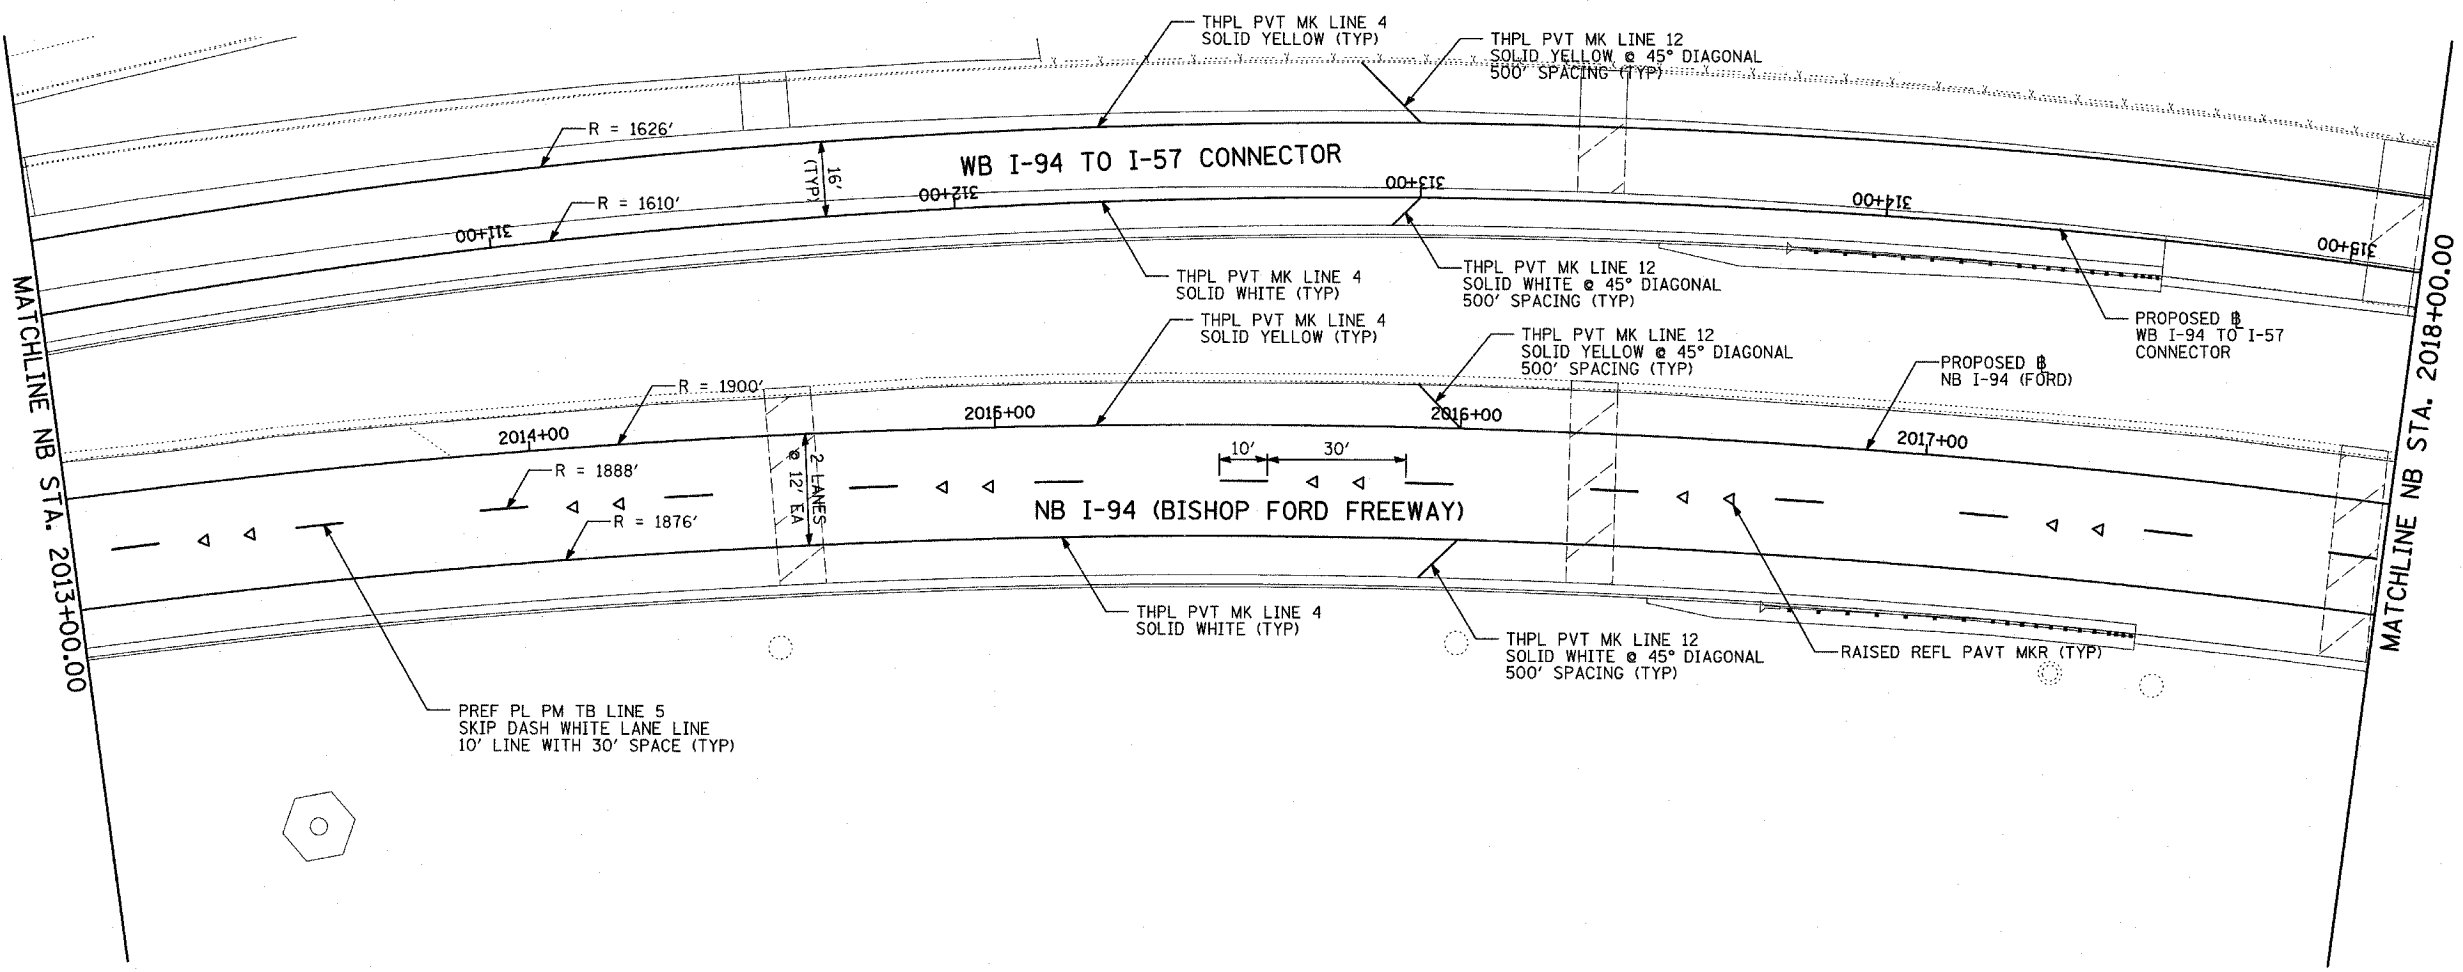 THPL PVT MK LINE 4
SOLID YELLOW (TYP)
THPL PVT MK LINE 12
SOLID YELLOW @ 45° DIAGONAL
500' SPACING (TYP)
R = 1626'
WB I-94 TO I-57 CONNECTOR
16'
(TYP)
R = 1610'
311+00
312+00
313+00
314+00
315+00
THPL PVT MK LINE 4
SOLID WHITE (TYP)
THPL PVT MK LINE 12
SOLID WHITE @ 45° DIAGONAL
500' SPACING (TYP)
PROPOSED B
WB I-94 TO I-57
CONNECTOR
MATCHLINE NB STA. 2013+00.00
MATCHLINE NB STA. 2018+00.00
THPL PVT MK LINE 4
SOLID YELLOW (TYP)
THPL PVT MK LINE 12
SOLID YELLOW @ 45° DIAGONAL
500' SPACING (TYP)
PROPOSED B
NB I-94 (FORD)
R = 1900'
2014+00
2015+00
2016+00
2017+00
R = 1888'
10'
30'
2 LANES
@ 12' EA
R = 1876'
NB I-94 (BISHOP FORD FREEWAY)
THPL PVT MK LINE 4
SOLID WHITE (TYP)
THPL PVT MK LINE 12
SOLID WHITE @ 45° DIAGONAL
500' SPACING (TYP)
RAISED REFL PAVT MKR (TYP)
PREF PL PM TB LINE 5
SKIP DASH WHITE LANE LINE
10' LINE WITH 30' SPACE (TYP)